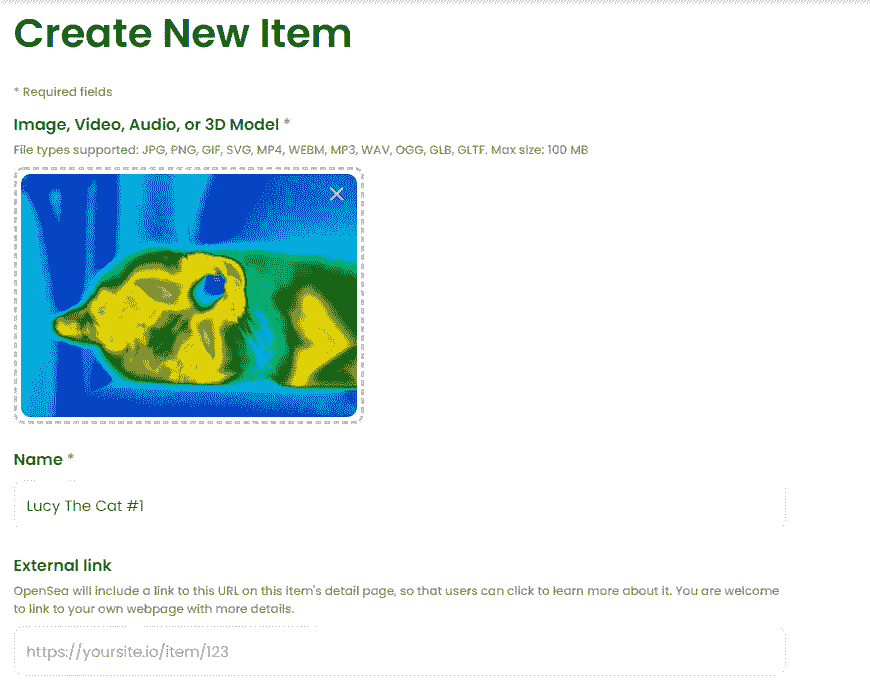 Create New Item
* Required fields
Image, Video, Audio, or 3D Model *
File types supported: JPG, PNG, GIF, SVG, MP4, WEBM, MP3, WAV, OGG, GLB, GLTF. Max size: 100 MB
Name *
Lucy The Cat #1
External link
OpenSea will include a link to this URL on this item's detail page, so that users can click to learn more about it. You are welcome
to link to your own webpage with more details.
https://yoursite.io/item/123